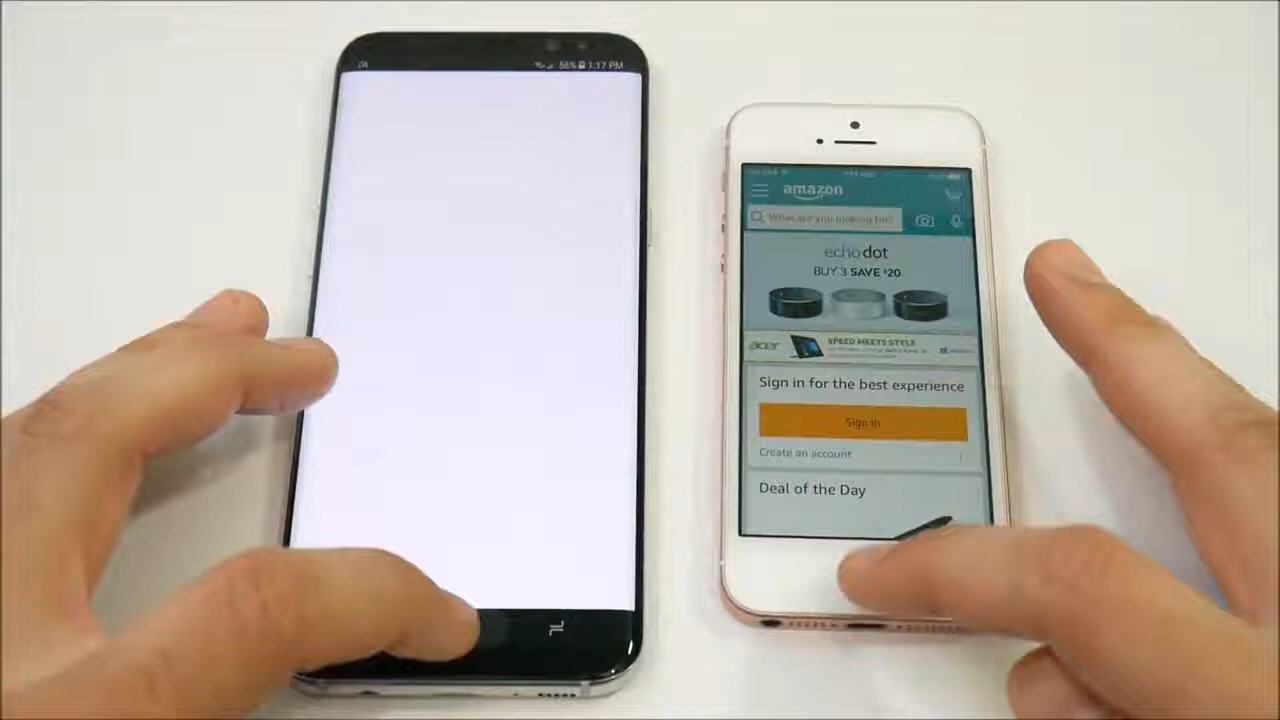 56% 1:17 PM
amazon
What are you looking for?
echo dot
BUY 3 SAVE $20
acer
SPEED MEETS STYLE
Sign in for the best experience
Sign in
Create an account
Deal of the Day